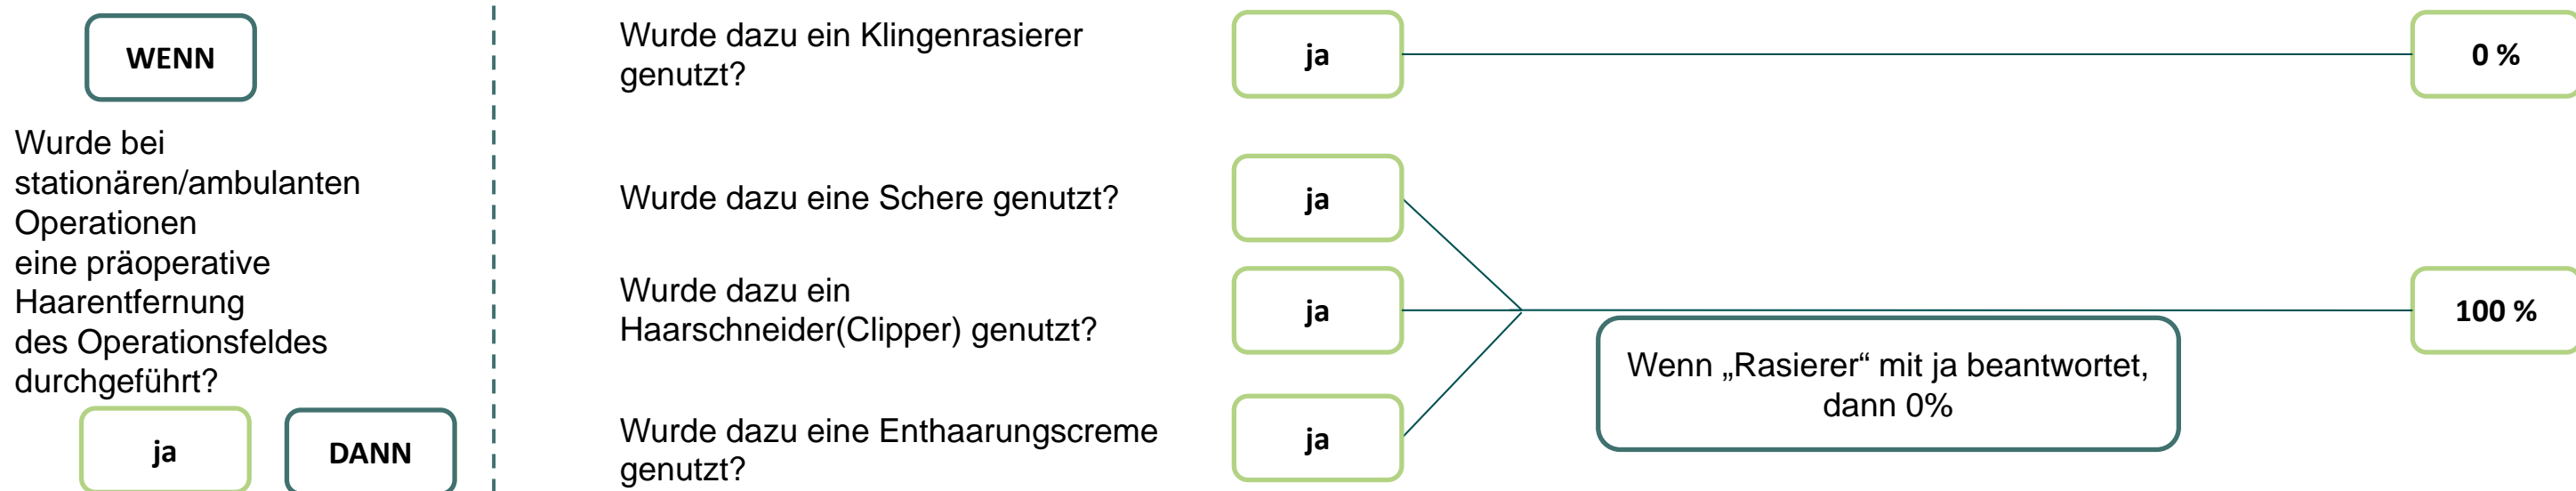 WENN
Wurde bei
stationären/ambulanten
Operationen
eine präoperative
Haarentfernung
des Operationsfeldes
durchgeführt?
ja
DANN
Wurde dazu ein Klingenrasierer
genutzt?
ja
0 %
Wurde dazu eine Schere genutzt?
ja
Wurde dazu ein
Haarschneider(Clipper) genutzt?
ja
100 %
Wenn „Rasierer“ mit ja beantwortet,
dann 0%
Wurde dazu eine Enthaarungscreme
genutzt?
ja